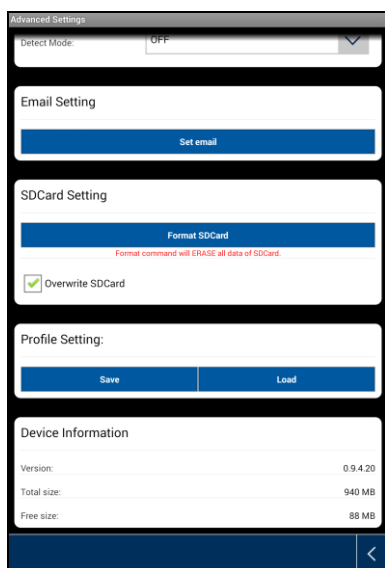 Advanced Settings
Detect Mode: OFF
Email Setting
Set email
SDCard Setting
Format SDCard
Format command will ERASE all data of SDCard.
Overwrite SDCard
Profile Setting:
Save Load
Device Information
Version: 0.9.4.20
Total size: 940 MB
Free size: 88 MB